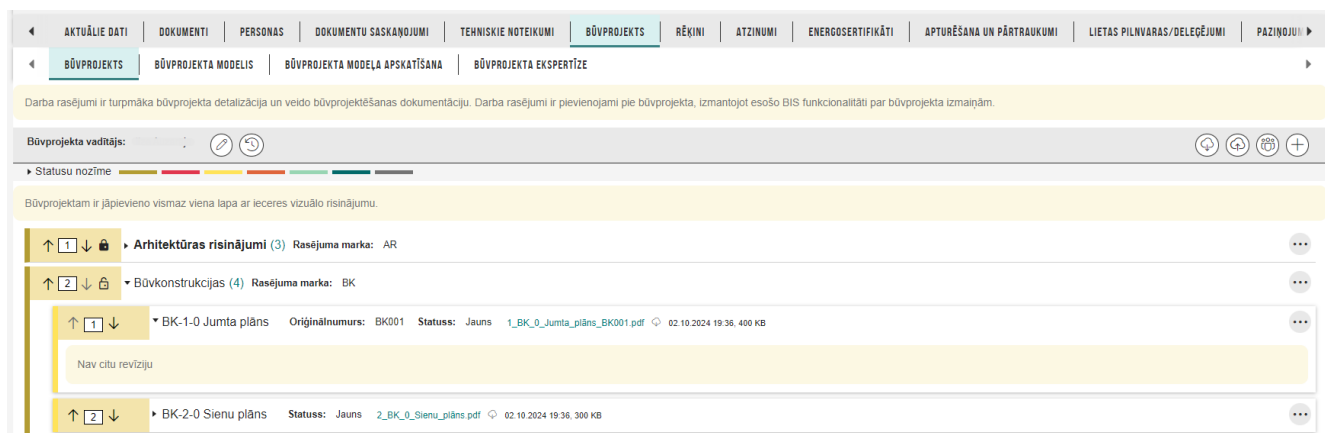 AKTUĀLIE DATI DOKUMENTI PERSONAS DOKUMENTU SASKAŅOJUMI TEHNISKIE NOTEIKUMI BŪVPROJEKTS RĒĶINI ATZINUMI ENERGOSERTIFIKĀTI APTURĒŠANA UN PĀRTRAUKUMI LIETAS PILNVARAS/DELEĢĒJUMI
BŪVPROJEKTS BŪVPROJEKTA MODELIS BŪVPROJEKTA MODEĻA APSKATĪŠANA BŪVPROJEKTA EKSPERTĪZE
Darba rasējumi ir turpmāka būvprojekta detalizācija un veido būvprojektēšanas dokumentāciju. Darba rasējumi ir pievienojami pie būvprojekta, izmantojot esošo BIS funkcionalitāti par būvprojekta izmaiņām.
Būvprojekta vadītājs:
Statusu nozīme
Būvprojektam ir jāpievieno vismaz viena lapa ar ieceres vizuālo risinājumu.
1 Arhitektūras risinājumi (3) Rasējuma marka: AR
2 Būvkonstrukcijas (4) Rasējuma marka: BK
1 BK-1-0 Jumta plāns Oriģinālnumurs: BK001 Statuss: Jauns 1_BK_0_Jumta_plāns_BK001.pdf 02.10.2024 19:36, 400 KB
Nav citu revīziju
2 BK-2-0 Sienu plāns Statuss: Jauns 2_BK_0_Sienu_plāns.pdf 02.10.2024 19:36, 300 KB